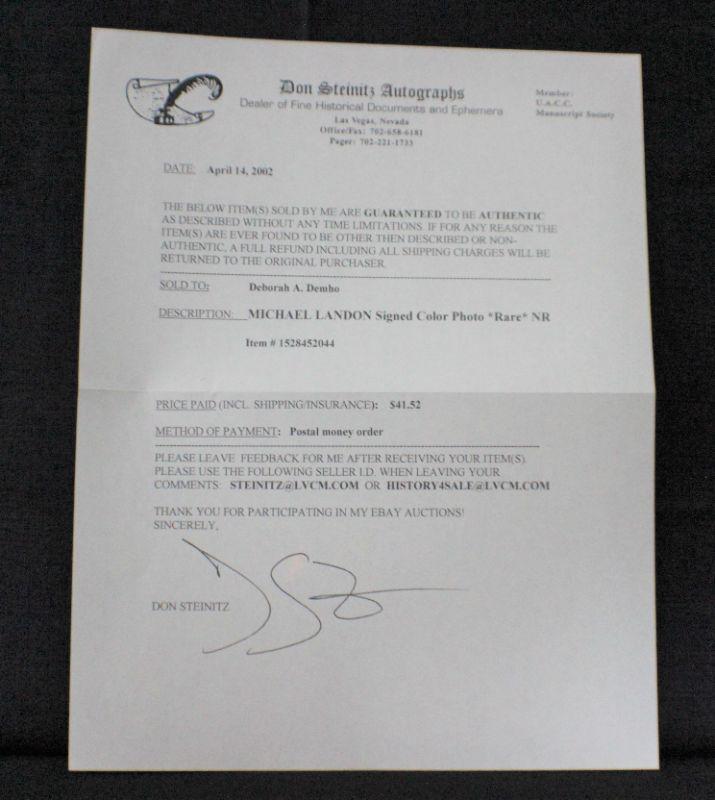 Don Steinitz Autographs
Dealer of Fine Historical Documents and Ephemera
Las Vegas, Nevada
Office/Fax: 702-658-6181
Pager: 702-221-1733
Member:
U.A.C.C.
Manuscript Society
DATE: April 14, 2002
THE BELOW ITEM(S) SOLD BY ME ARE GUARANTEED TO BE AUTHENTIC
AS DESCRIBED WITHOUT ANY TIME LIMITATIONS. IF FOR ANY REASON THE
ITEM(S) ARE EVER FOUND TO BE OTHER THEN DESCRIBED OR NON-
AUTHENTIC, A FULL REFUND INCLUDING ALL SHIPPING CHARGES WILL BE
RETURNED TO THE ORIGINAL PURCHASER.
SOLD TO: Deborah A. Dembo
DESCRIPTION: MICHAEL LANDON Signed Color Photo *Rare* NR
Item # 1528452044
PRICE PAID (INCL. SHIPPING/INSURANCE): $41.52
METHOD OF PAYMENT: Postal money order
PLEASE LEAVE FEEDBACK FOR ME AFTER RECEIVING YOUR ITEM(S).
PLEASE USE THE FOLLOWING SELLER I.D. WHEN LEAVING YOUR
COMMENTS: STEINITZ@LVCM.COM OR HISTORY4SALE@LVCM.COM
THANK YOU FOR PARTICIPATING IN MY EBAY AUCTIONS!
SINCERELY,
DON STEINITZ